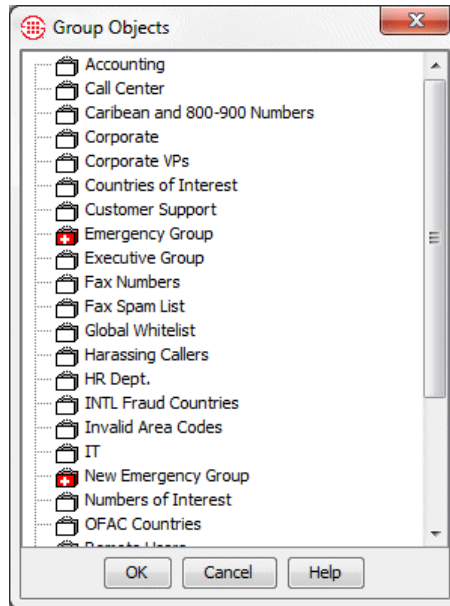 Group Objects
Accounting
Call Center
Caribean and 800-900 Numbers
Corporate
Corporate VPs
Countries of Interest
Customer Support
Emergency Group
Executive Group
Fax Numbers
Fax Spam List
Global Whitelist
Harassing Callers
HR Dept.
INTL Fraud Countries
Invalid Area Codes
IT
New Emergency Group
Numbers of Interest
OFAC Countries
Remote Users
OK Cancel Help